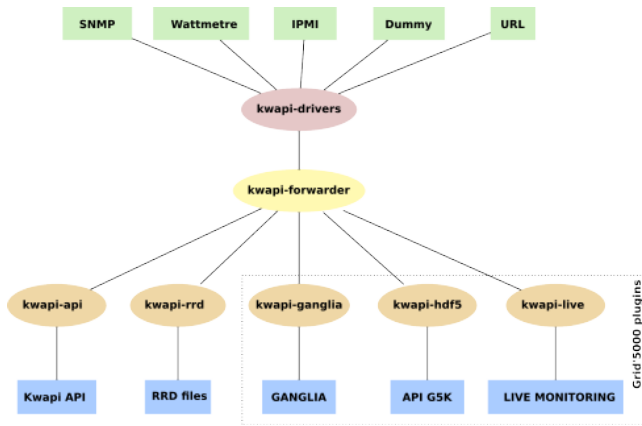 SNMP
Wattmetre
IPMI
Dummy
URL
kwapi-drivers
kwapi-forwarder
kwapi-api
kwapi-rrd
kwapi-ganglia
kwapi-hdf5
kwapi-live
Grid'5000 plugins
Kwapi API
RRD files
GANGLIA
API G5K
LIVE MONITORING